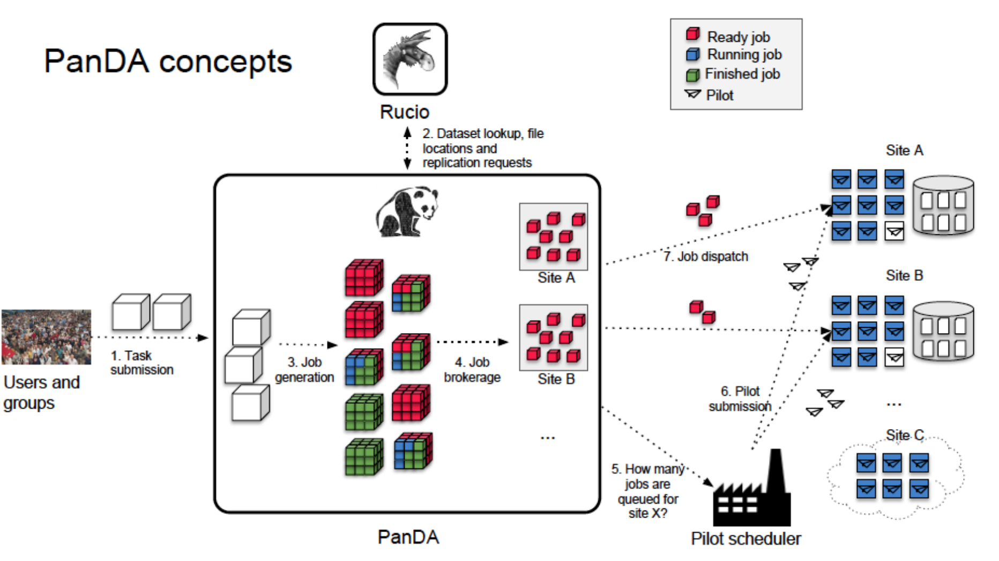 PanDA concepts
Rucio
2. Dataset lookup, file
locations and
replication requests
Ready job
Running job
Finished job
Pilot
Users and
groups
1. Task
submission
3. Job
generation
4. Job
brokerage
Site A
Site B
...
PanDA
7. Job dispatch
6. Pilot
submission
5. How many
jobs are
queued for
site X?
Pilot scheduler
Site A
Site B
...
Site C